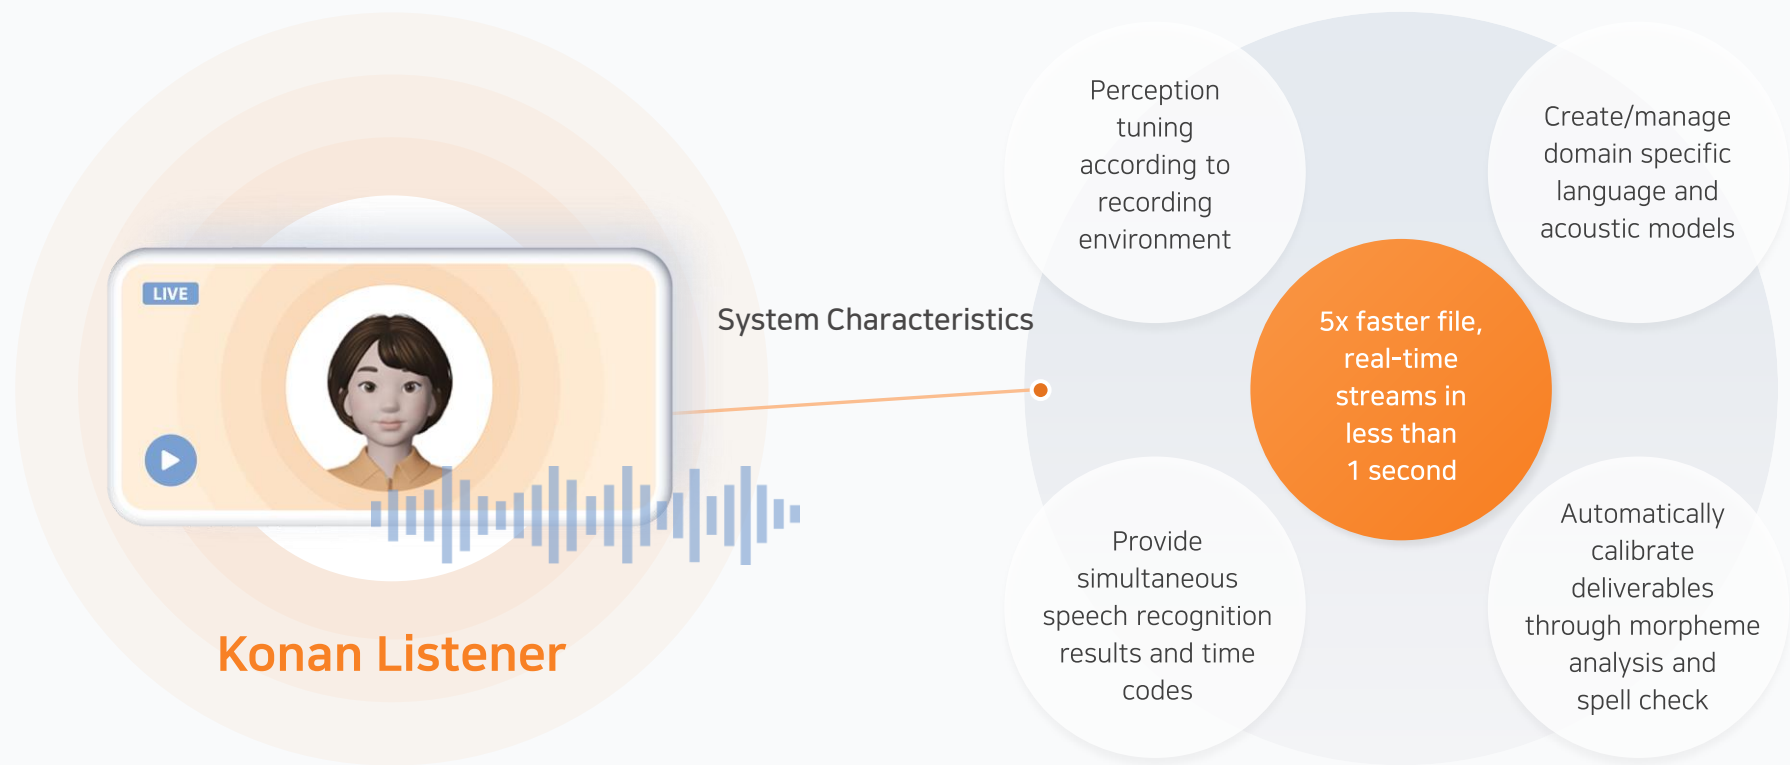 LIVE
Konan Listener
System Characteristics
Perception
tuning
according to
recording
environment
Create/manage
domain specific
language and
acoustic models
5x faster file,
real-time
streams in
less than
1 second
Provide
simultaneous
speech recognition
results and time
codes
Automatically
calibrate
deliverables
through morpheme
analysis and
spell check